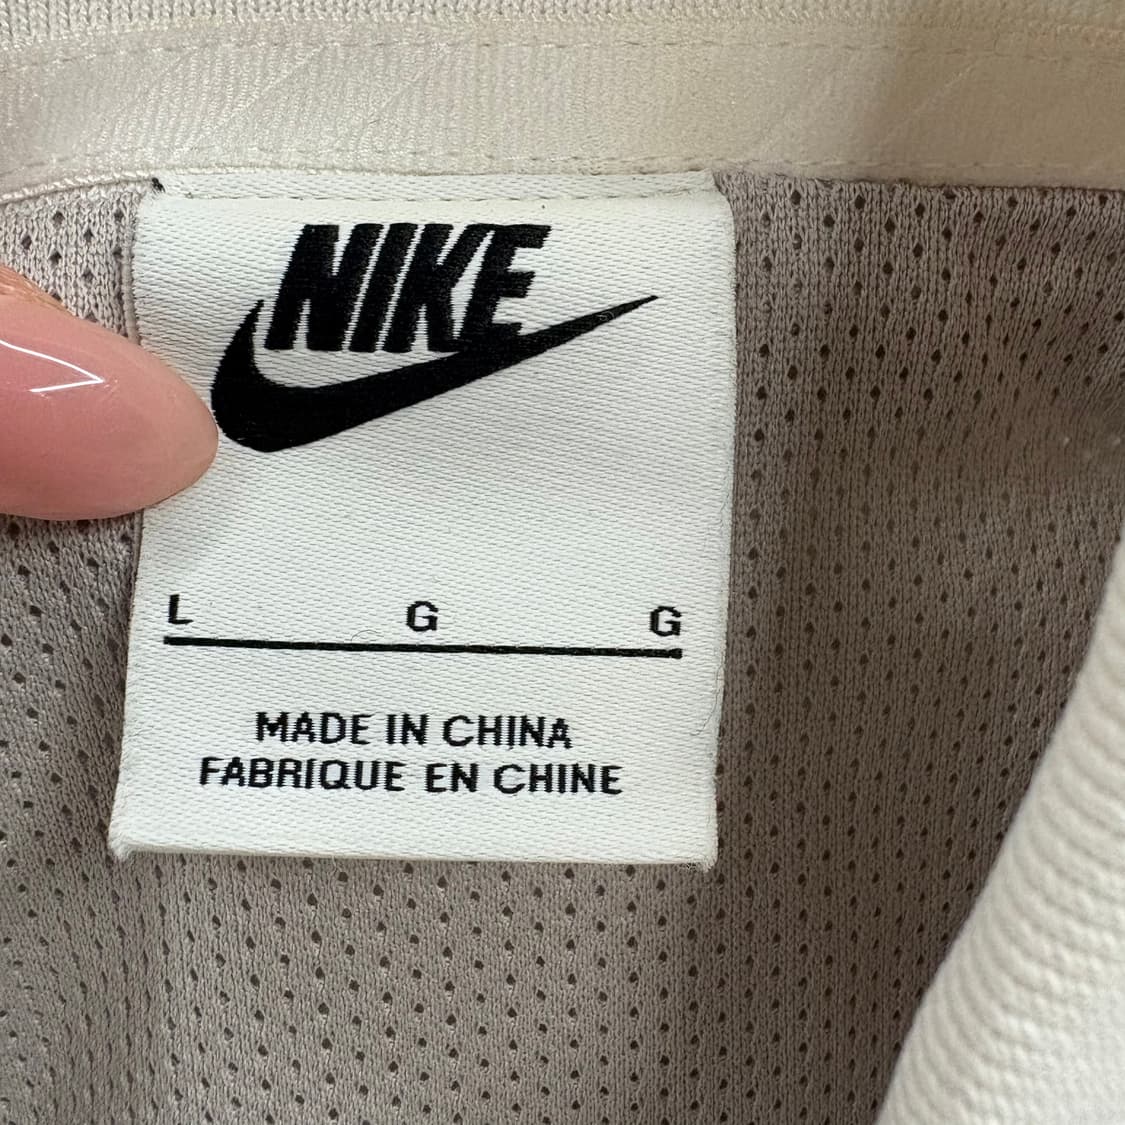 NIKE
L G G
MADE IN CHINA
FABRIQUE EN CHINE